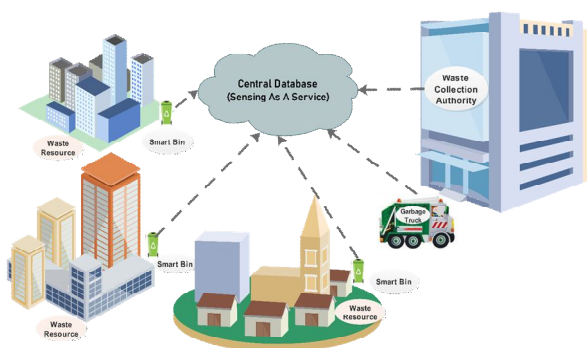 Central Database
(Sensing As A Service)
Waste
Collection
Authority
Waste
Resource
Smart Bin
Garbage
Truck
Smart Bin
Smart Bin
Waste
Resource
Waste
Resource